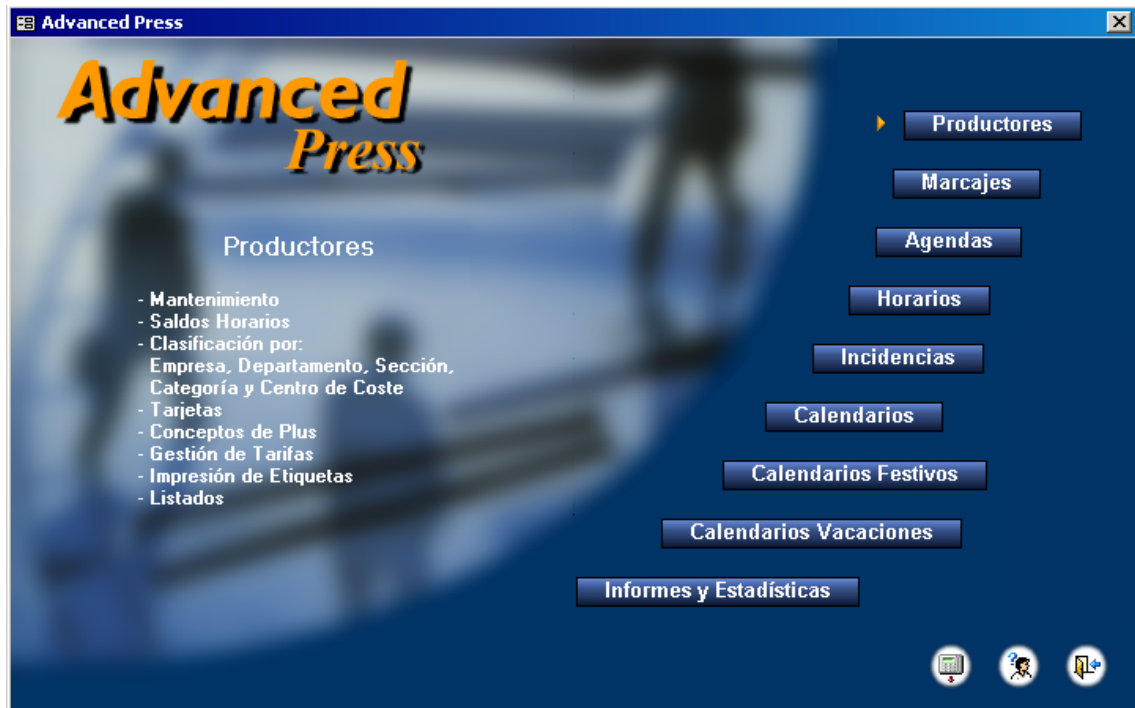 Advanced Press
Advanced
Press
Productores
- Mantenimiento
- Saldos Horarios
- Clasificación por:
Empresa, Departamento, Sección,
Categoría y Centro de Coste
- Tarjetas
- Conceptos de Plus
- Gestión de Tarifas
- Impresión de Etiquetas
- Listados
Productores
Marcajes
Agendas
Horarios
Incidencias
Calendarios
Calendarios Festivos
Calendarios Vacaciones
Informes y Estadísticas
?